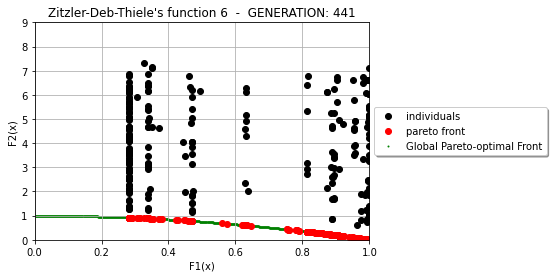 Zitzler-Deb-Thiele's function 6 - GENERATION: 441
9
8
7
6
5
4
3
2
1
0
F2(x)
0.0 0.2 0.4 0.6 0.8 1.0
F1(x)
individuals
pareto front
Global Pareto-optimal Front